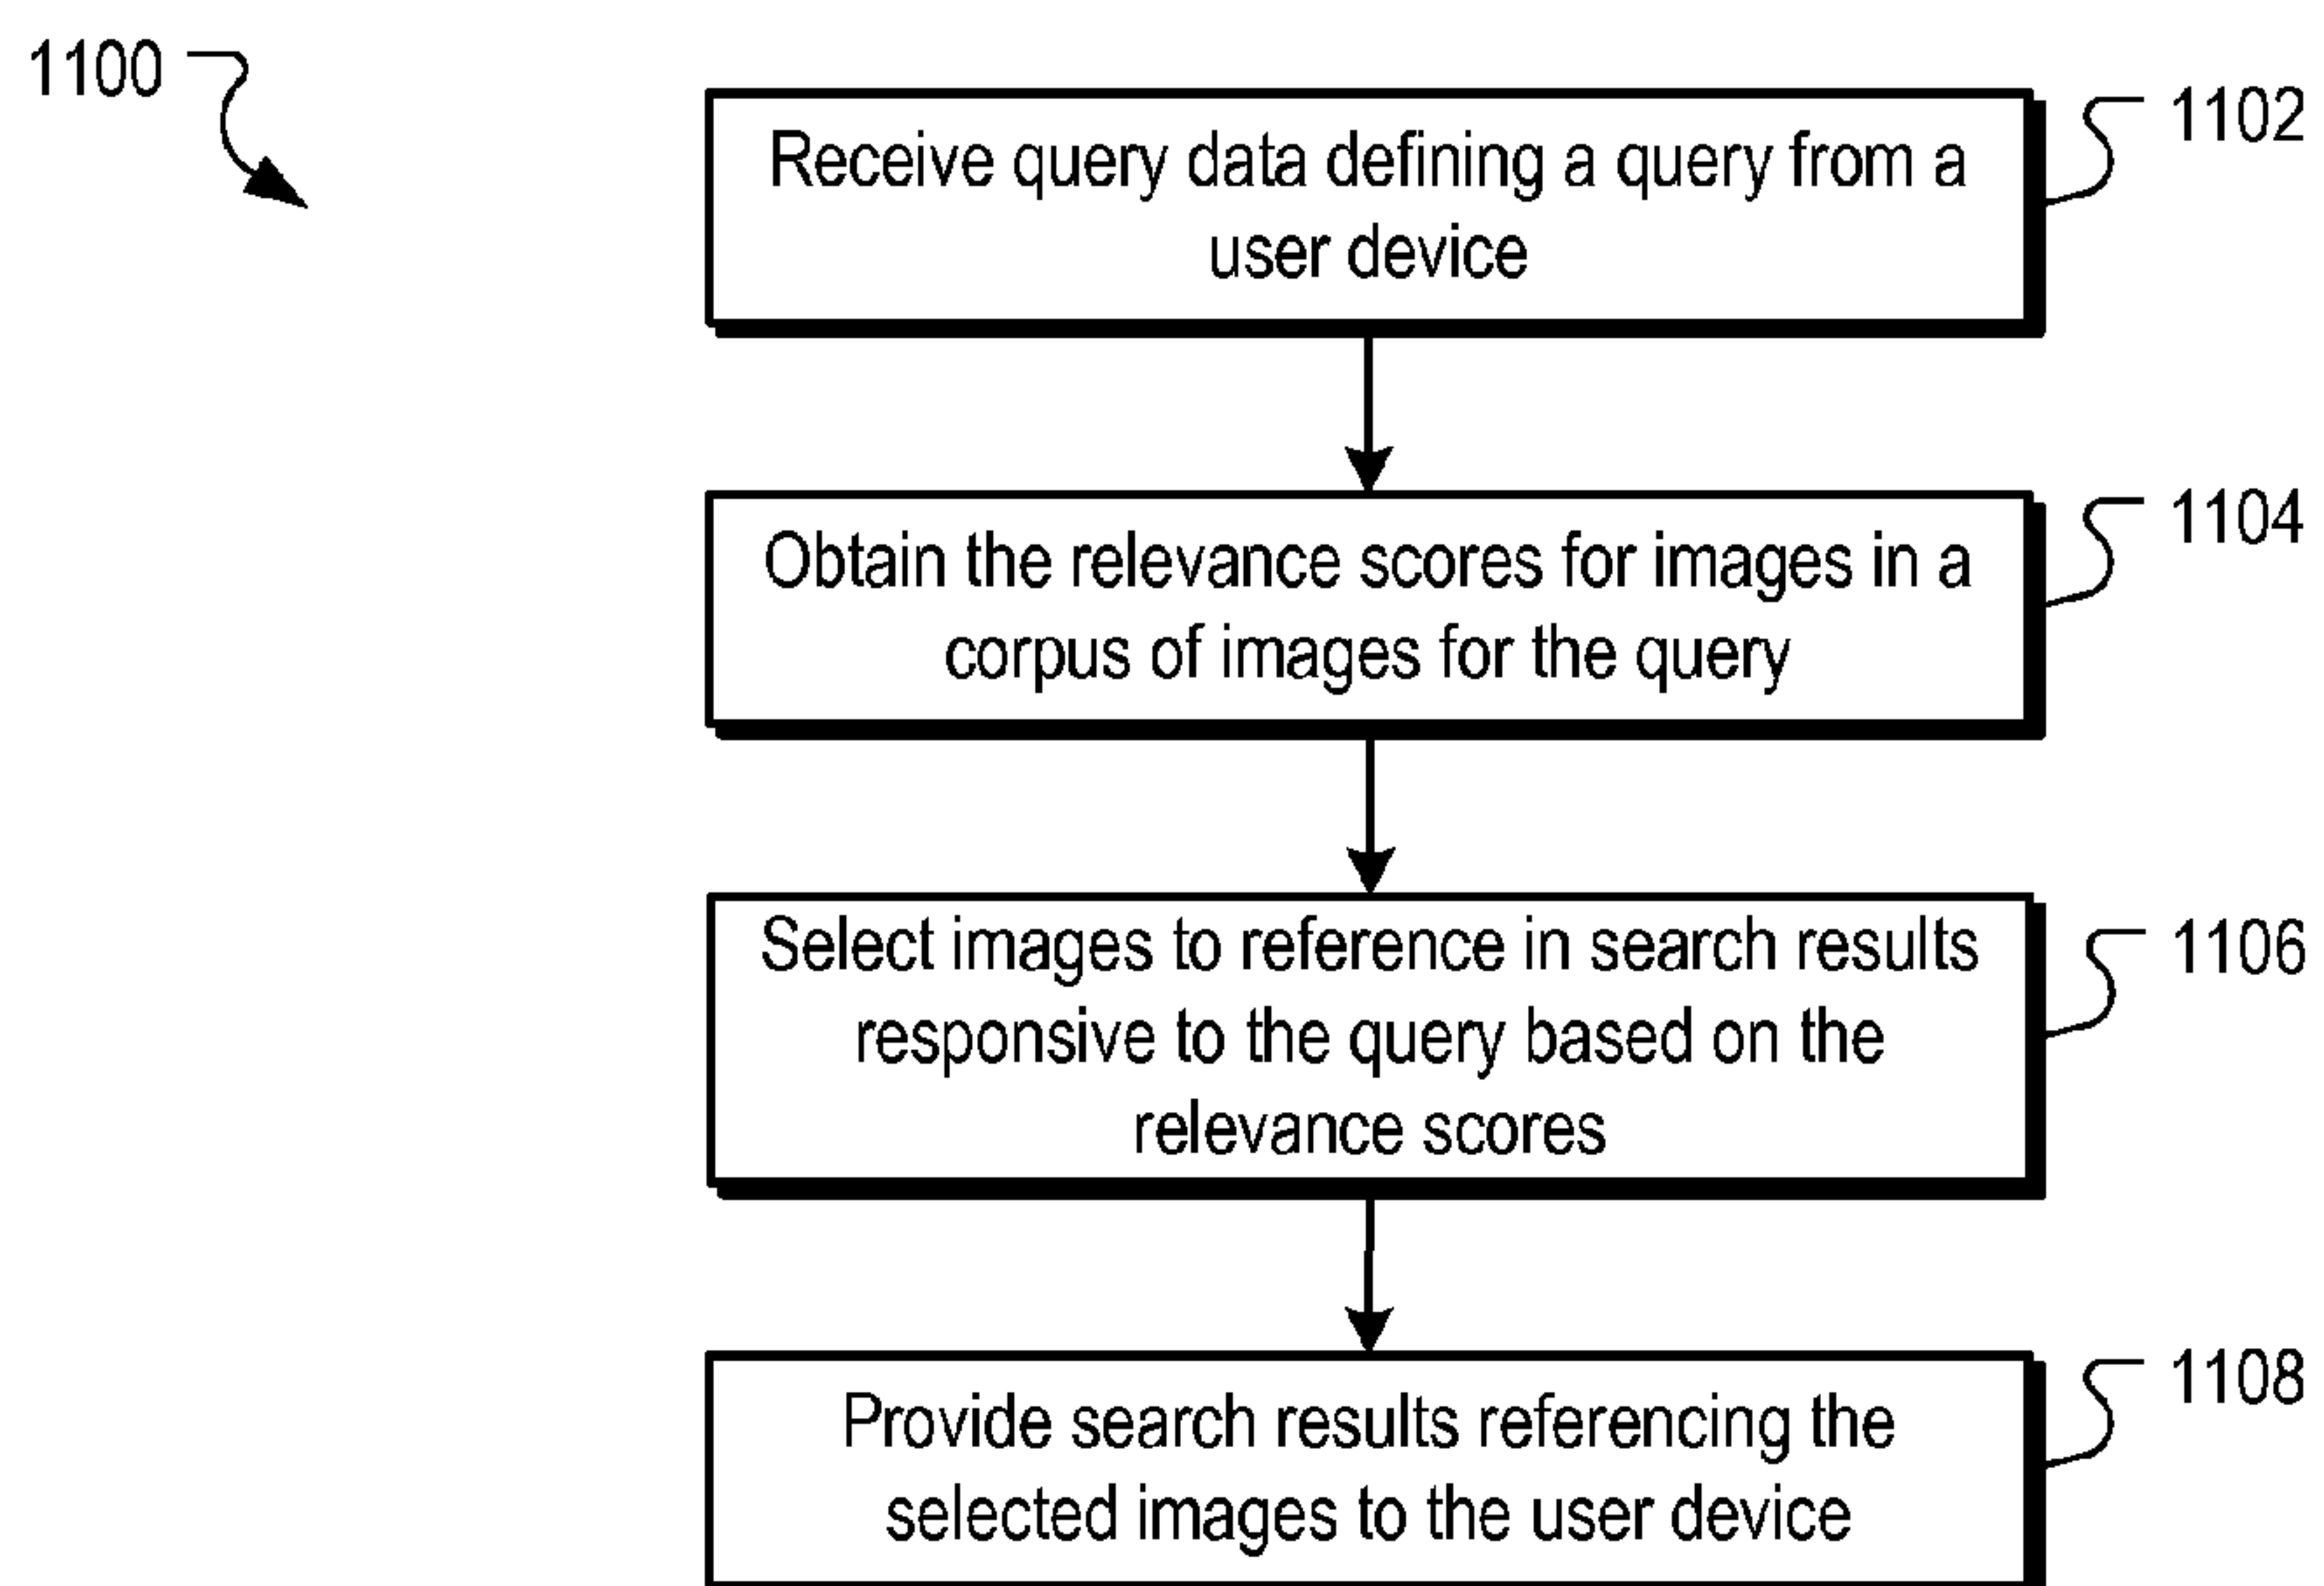 1100
Receive query data defining a query from a
user device
1102
Obtain the relevance scores for images in a
corpus of images for the query
1104
Select images to reference in search results
responsive to the query based on the
relevance scores
1106
Provide search results referencing the
selected images to the user device
1108